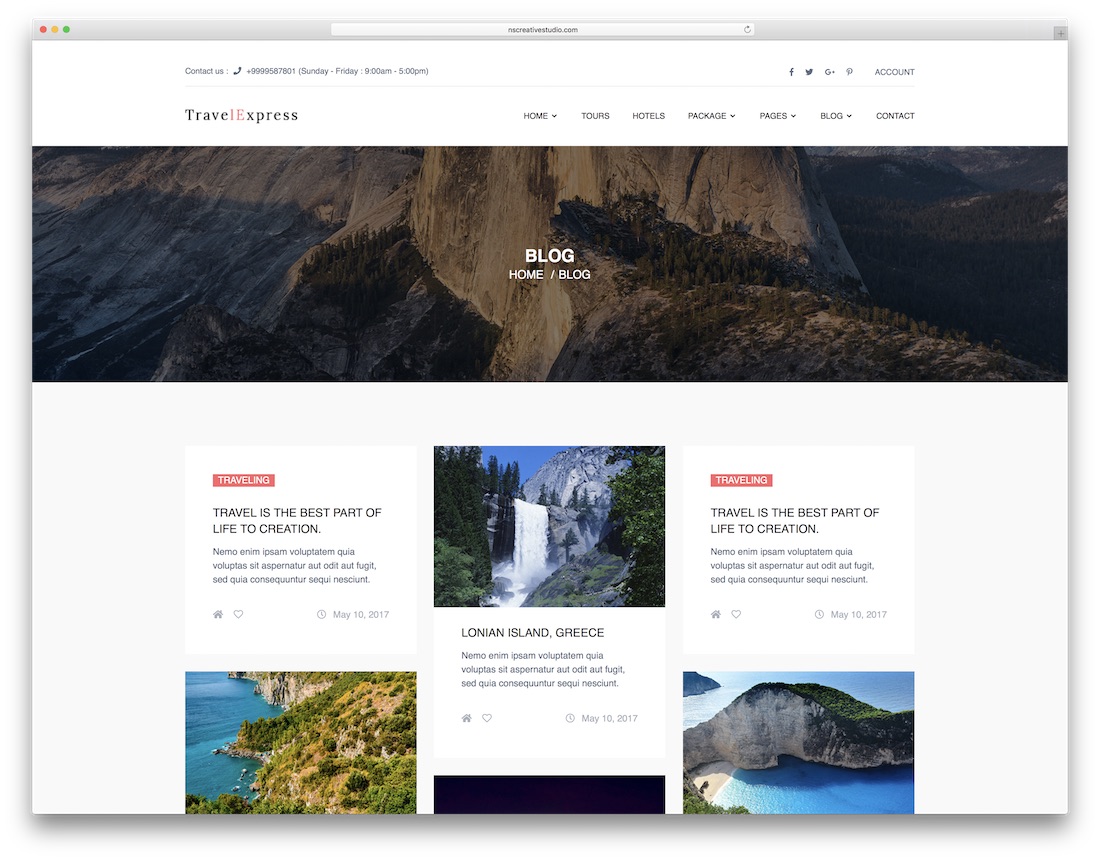 nscreativestudio.com
Contact us : +9999587801 (Sunday - Friday : 9:00am - 5:00pm)
ACCOUNT
TravelExpress
HOME TOURS HOTELS PACKAGE PAGES BLOG CONTACT
BLOG
HOME / BLOG
TRAVELING
TRAVEL IS THE BEST PART OF
LIFE TO CREATION.
Nemo enim ipsam voluptatem quia
voluptas sit aspernatur aut odit aut fugit,
sed quia consequuntur sequi nesciunt.
May 10, 2017
LONIAN ISLAND, GREECE
Nemo enim ipsam voluptatem quia
voluptas sit aspernatur aut odit aut fugit,
sed quia consequuntur sequi nesciunt.
May 10, 2017
TRAVELING
TRAVEL IS THE BEST PART OF
LIFE TO CREATION.
Nemo enim ipsam voluptatem quia
voluptas sit aspernatur aut odit aut fugit,
sed quia consequuntur sequi nesciunt.
May 10, 2017